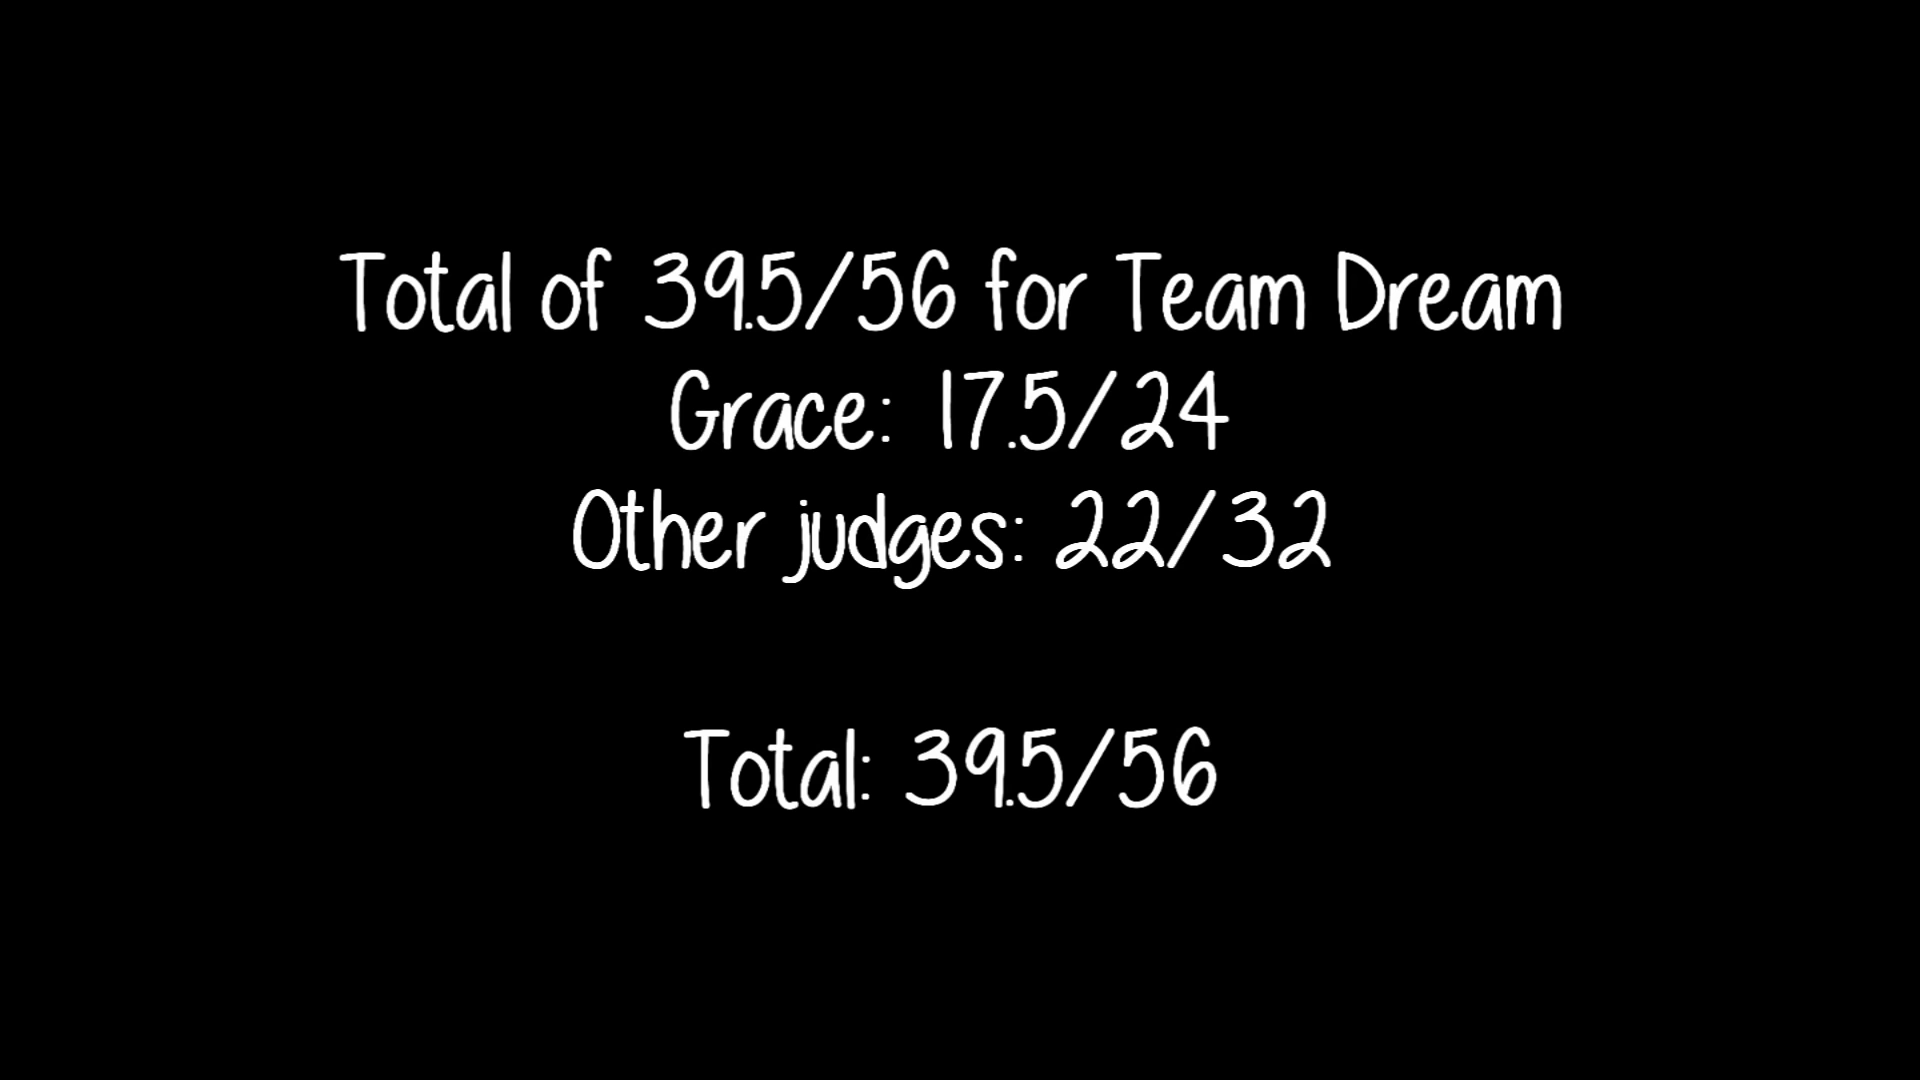 Total of 39.5/56 for Team Dream
Grace: 17.5/24
Other judges: 22/32
Total: 39.5/56